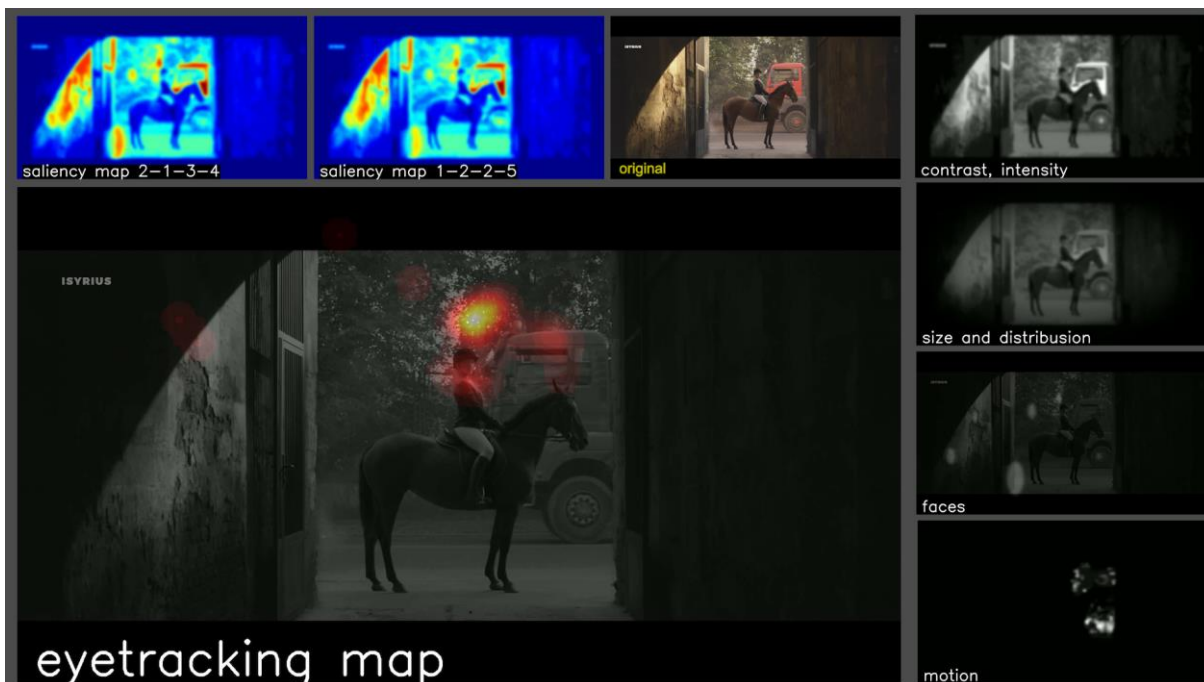 saliency map 2-1-3-4
saliency map 1-2-2-5
ISYRIUS
original
contrast, intensity
ISYRIUS
size and distribusion
faces
eyetracking map
motion